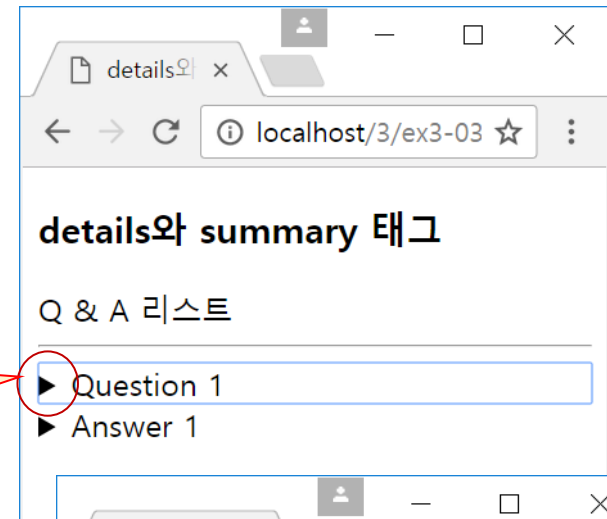 details와
localhost/3/ex3-03
details와 summary 태그
Q & A 리스트
Question 1
Answer 1